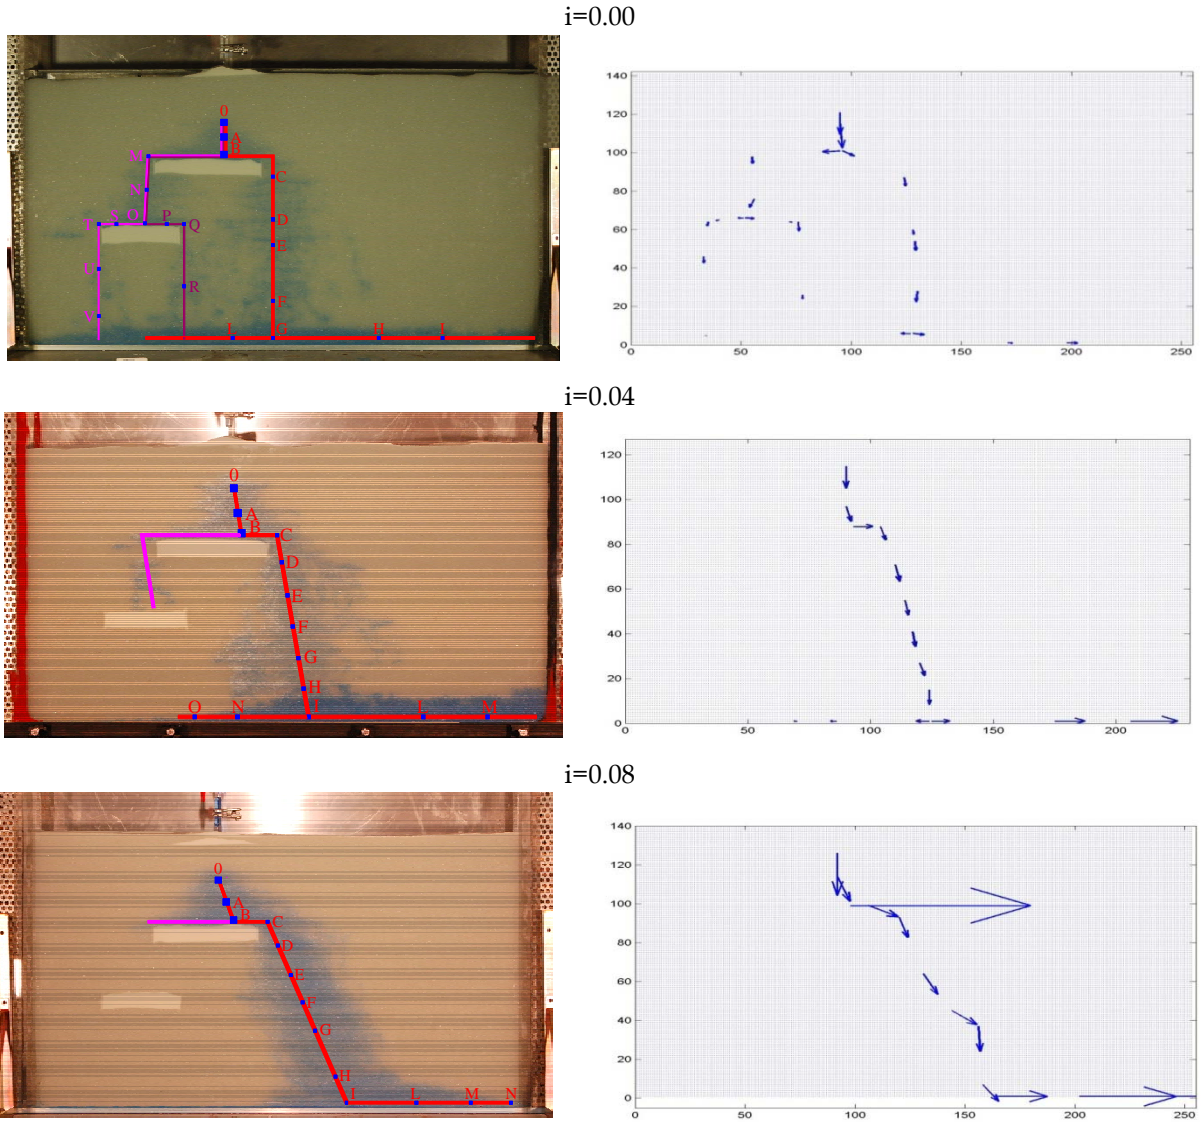 i=0.00
0
A
B
M
C
N
T O P Q
D
E
U
R
F
V
L G H I
140
120
100
80
60
40
20
0
0 50 100 150 200 250
i=0.04
0
A
B C
D
E
F
G
H
O N I L M
120
100
80
60
40
20
0
0 50 100 150 200
i=0.08
0
A
B C
D
E
F
G
H
I L M N
140
120
100
80
60
40
20
0
0 50 100 150 200 250